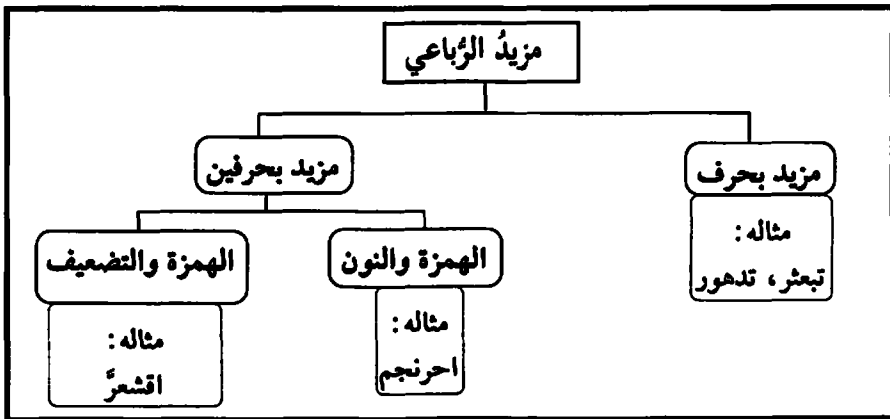 مزيدُ الرُّباعي
مزيد بحرف
مثاله:
تبعثر، تدهور
مزيد بحرفين
الهمزة والنون
مثاله:
احرنجم
الهمزة والتضعيف
مثاله:
اقشعرَّ